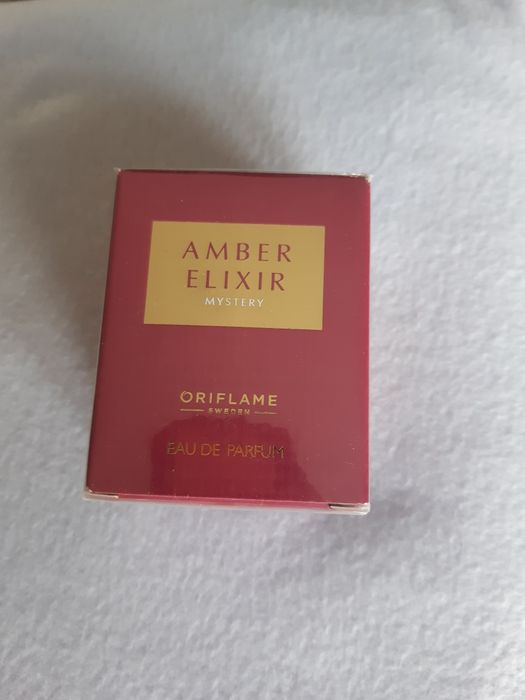 AMBER
ELIXIR
MYSTERY
ORIFLAME
SWEDEN
EAU DE PARFUM